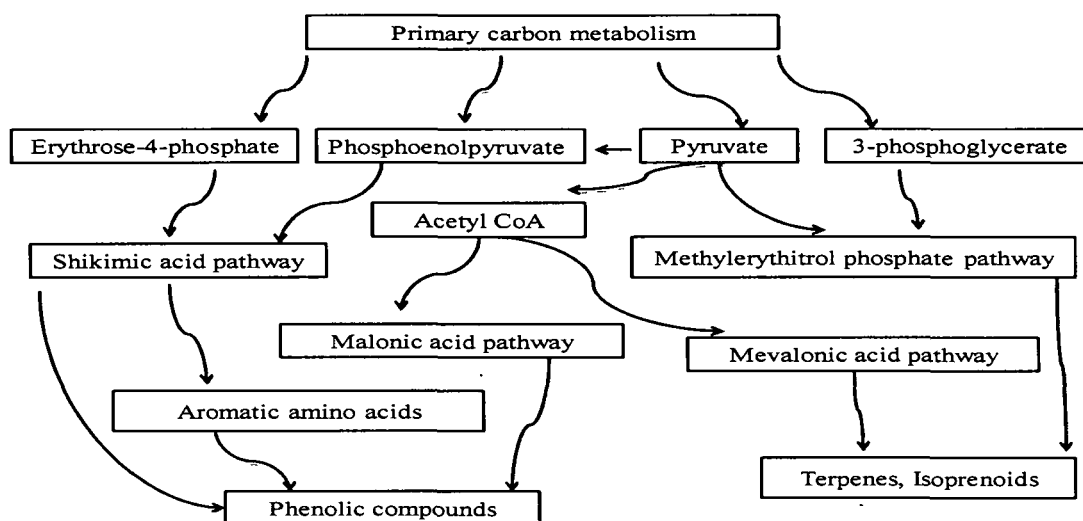 Primary carbon metabolism
Erythrose-4-phosphate
Phosphoenolpyruvate
Pyruvate
3-phosphoglycerate
Acetyl CoA
Shikimic acid pathway
Methylerythitrol phosphate pathway
Malonic acid pathway
Mevalonic acid pathway
Aromatic amino acids
Terpenes, Isoprenoids
Phenolic compounds